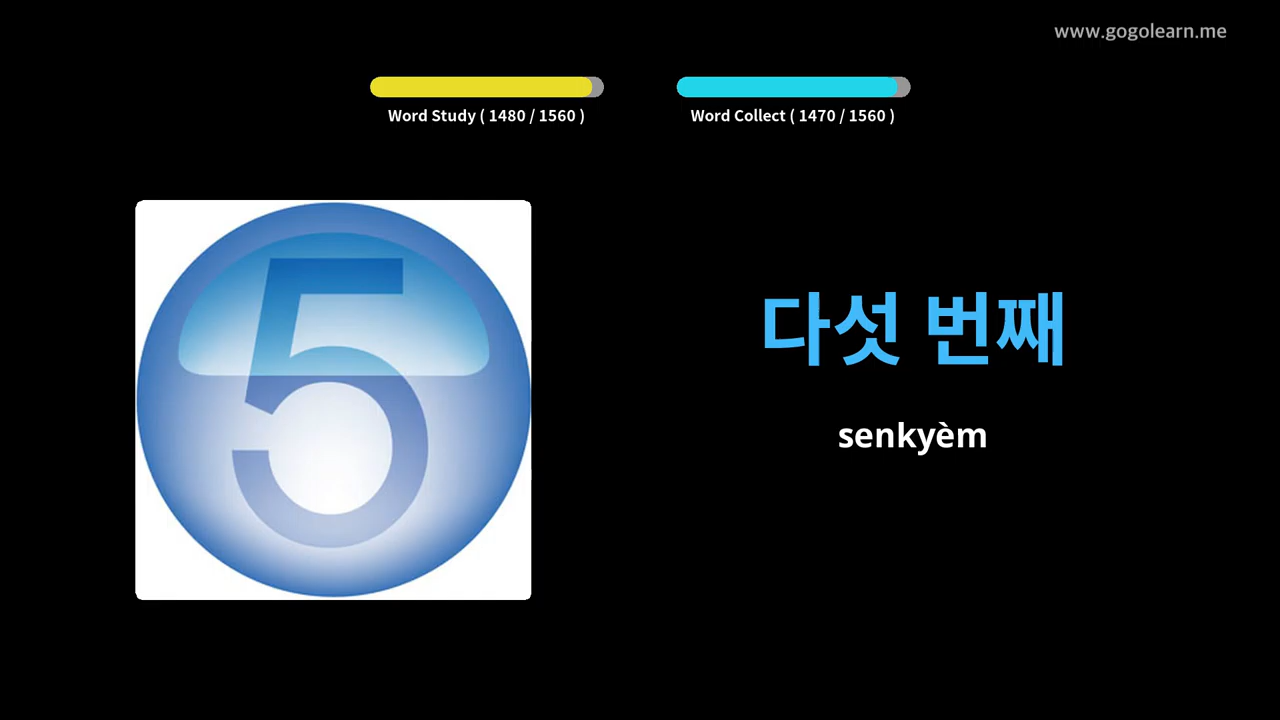 www.gogolearn.me
Word Study ( 1480 / 1560 )
Word Collect ( 1470 / 1560 )
5
다섯 번째
senkyèm